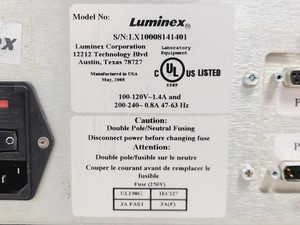 Model No: Luminex®
S/N:LX10008141401
Luminex Corporation
12212 Technology Blvd
Austin, Texas 78727
Laboratory
Equipment
C UL US LISTED
Manufactured in USA
May, 2008
100-120V~1.4A and
200-240~ 0.8A 47-63 Hz
Caution:
Double Pole/Neutral Fusing
Disconnect power before changing fuse
Attention:
Double pole/fusible sur le neutre
Couper le courant avant de remplacer le
fusible
Fuse (250V)
UL198G IEC127
3A FAST 3A(F)
nex
P
P